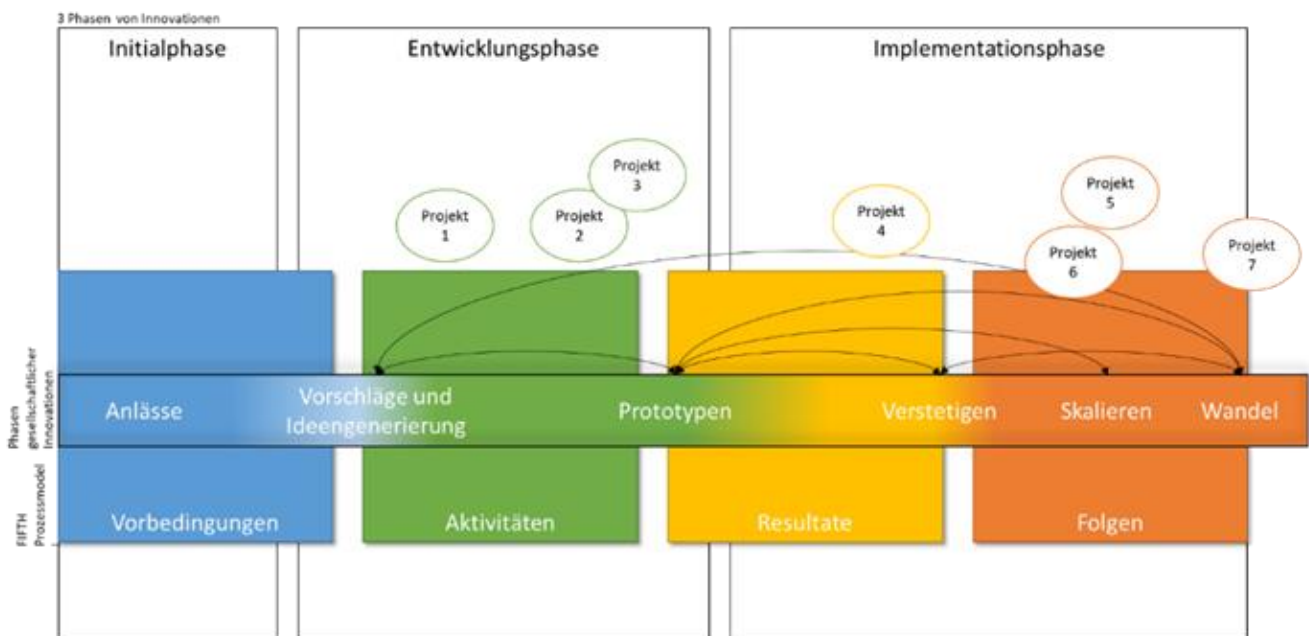 3 Phasen von Innovationen
Initialphase
Entwicklungsphase
Implementationsphase
Projekt
1
Projekt
2
Projekt
3
Projekt
4
Projekt
5
Projekt
6
Projekt
7
Phasen
gesellschaftlicher
Innovationen
Anlässe
Vorschläge und
Ideengenerierung
Prototypen
Verstetigen
Skalieren
Wandel
FIFTH
Prozessmodel
Vorbedingungen
Aktivitäten
Resultate
Folgen